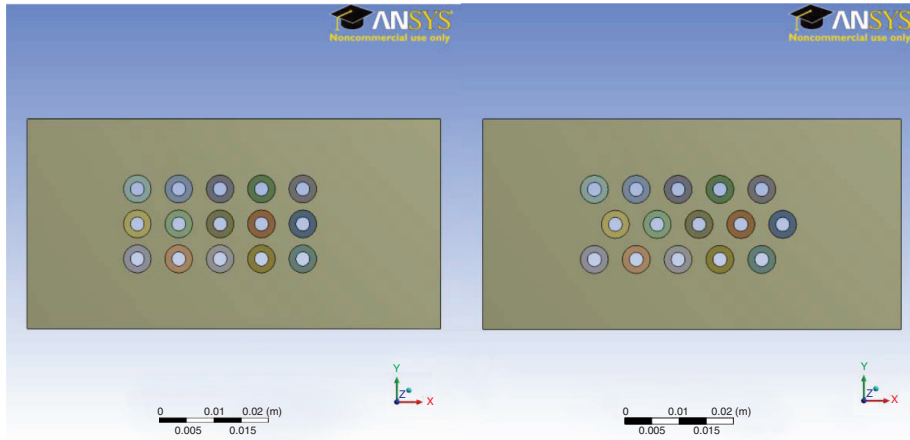 ANSYS
Noncommercial use only
ANSYS
Noncommercial use only
Y
Z
X
0 0.01 0.02 (m)
0.005 0.015
Y
Z
X
0 0.01 0.02 (m)
0.005 0.015